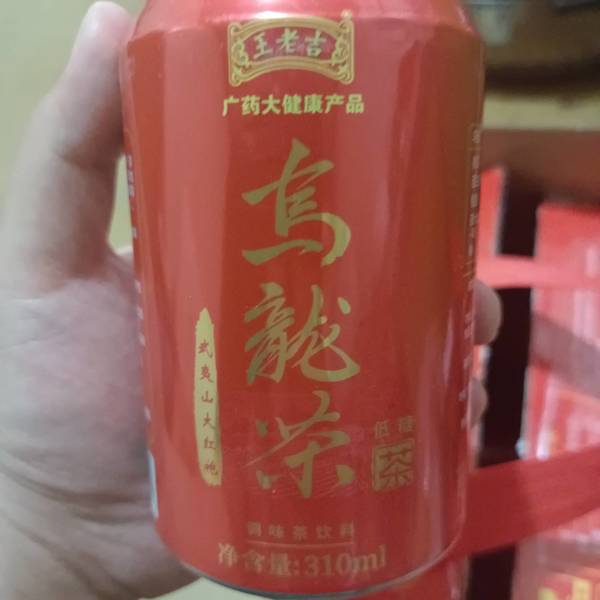 王老吉
广药大健康产品
烏龍茶
武夷山大红袍
低糖
茶
调味茶饮料
净含量:310ml